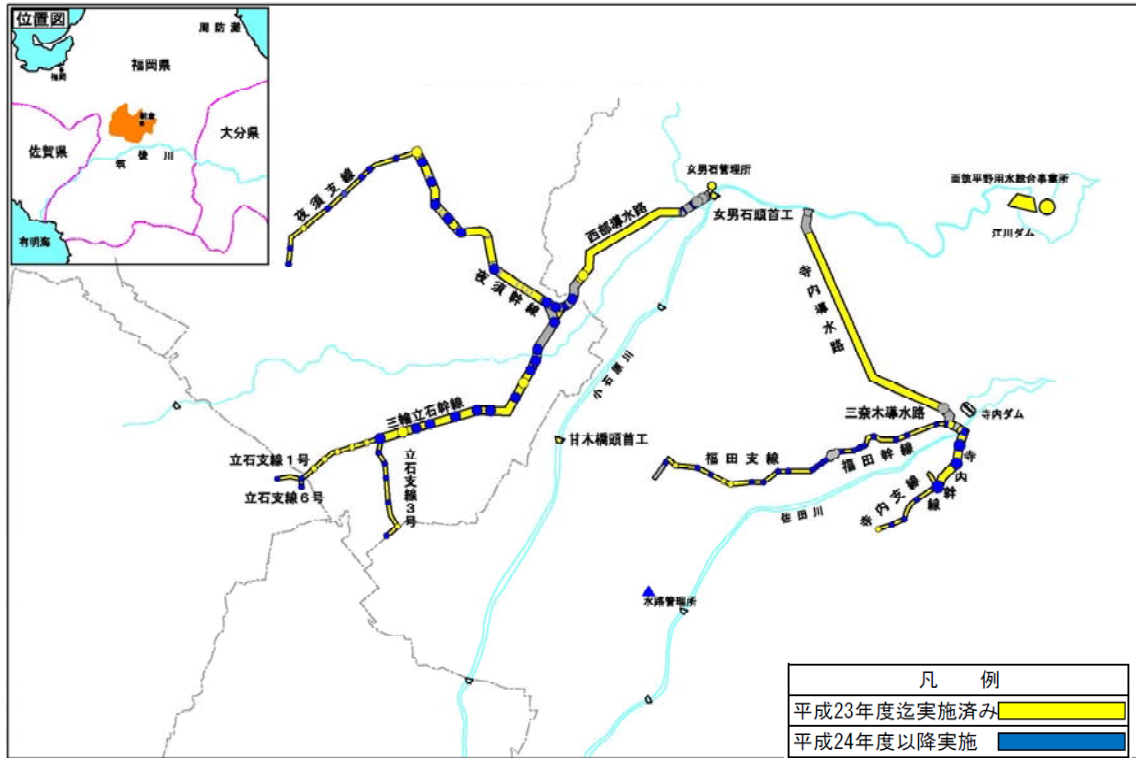 位置図
周防灘
福岡県
福岡
朝倉
大分県
佐賀県
筑後川
有明海
夜須支線
女男石管理所
西部導水路
女男石頭首工
両筑平野用水総合事業所
江川ダム
夜須幹線
寺内導水路
小石原川
三輪立石幹線
三奈木導水路
寺内ダム
甘木橋頭首工
立石支線1号
立石支線6号
立石支線3号
福田支線
福田幹線
寺内幹線
寺内支線
佐田川
水路管理所
凡 例
平成23年度迄実施済み
平成24年度以降実施